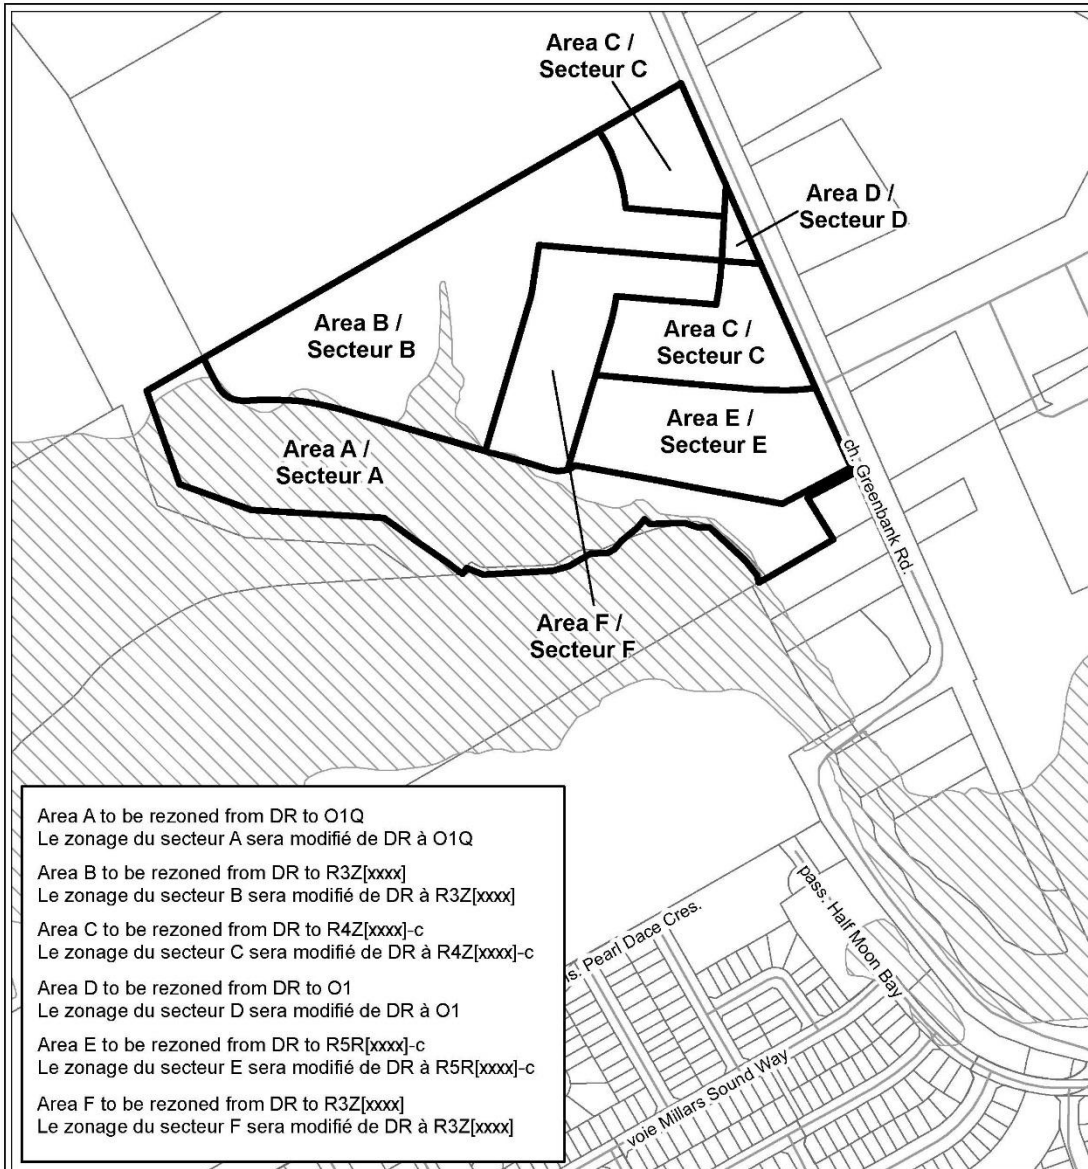 Area C /
Secteur C
Area D /
Secteur D
Area B /
Secteur B
Area C /
Secteur C
Area E /
Secteur E
Area A /
Secteur A
Area F /
Secteur F
ch. Greenbank Rd.
pass. Half Moon Bay
is. Pearl Dace Cres.
voie Millars Sound Way
Area A to be rezoned from DR to O1Q
Le zonage du secteur A sera modifié de DR à O1Q
Area B to be rezoned from DR to R3Z[xxxx]
Le zonage du secteur B sera modifié de DR à R3Z[xxxx]
Area C to be rezoned from DR to R4Z[xxxx]-c
Le zonage du secteur C sera modifié de DR à R4Z[xxxx]-c
Area D to be rezoned from DR to O1
Le zonage du secteur D sera modifié de DR à O1
Area E to be rezoned from DR to R5R[xxxx]-c
Le zonage du secteur E sera modifié de DR à R5R[xxxx]-c
Area F to be rezoned from DR to R3Z[xxxx]
Le zonage du secteur F sera modifié de DR à R3Z[xxxx]